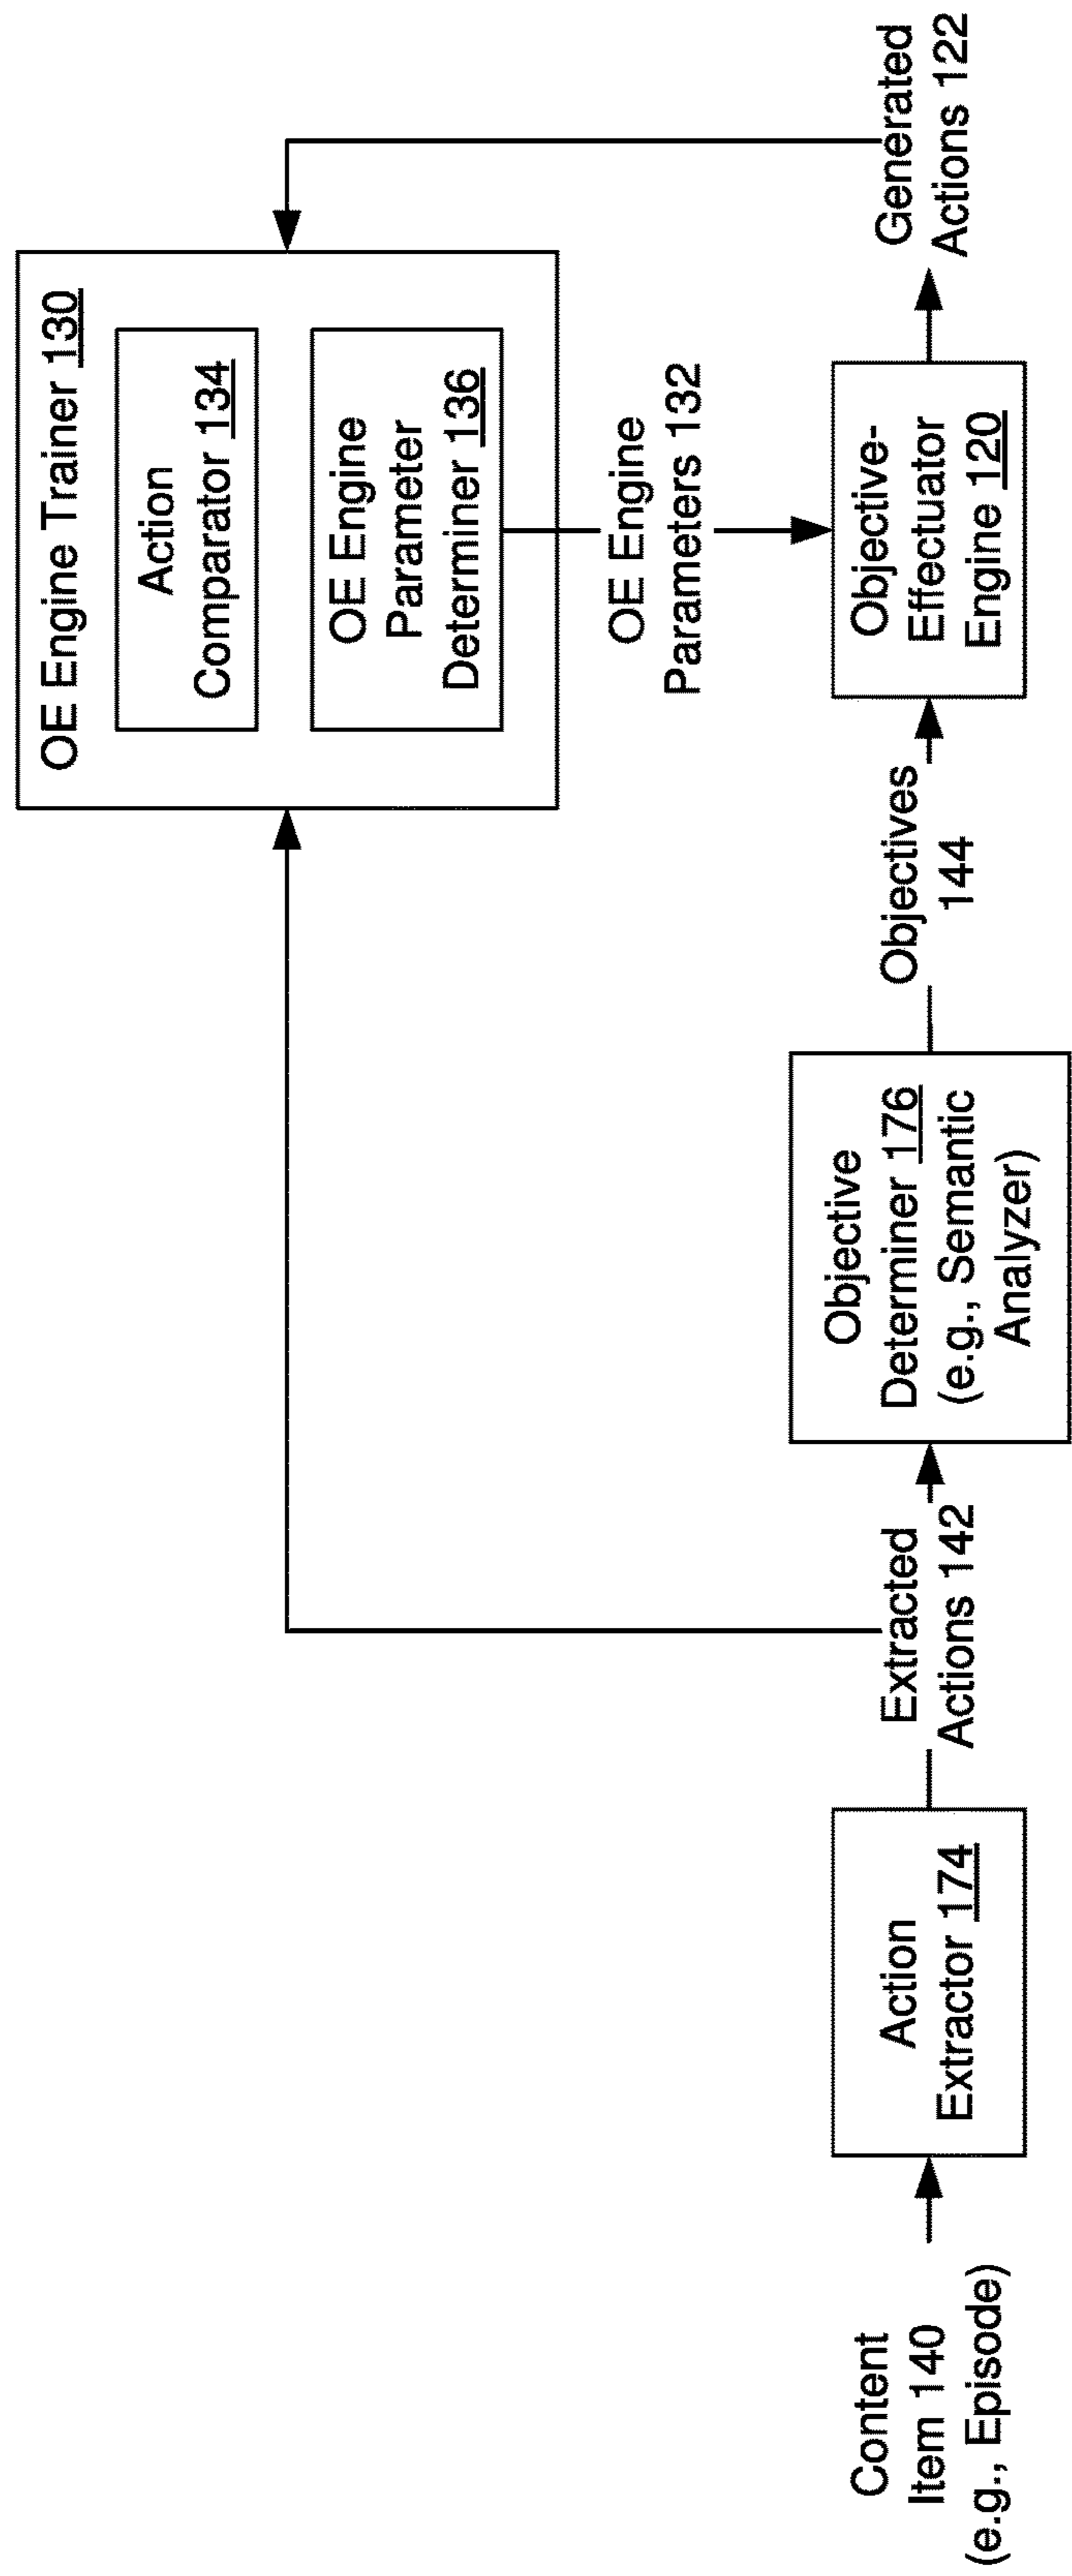 OE Engine Trainer 130
Action
Comparator 134
OE Engine
Parameter
Determiner 136
OE Engine
Parameters 132
Content
Item 140
(e.g., Episode)
Action
Extractor 174
Extracted
Actions 142
Objective
Determiner 176
(e.g., Semantic
Analyzer)
Objectives
144
Objective-
Effectuator
Engine 120
Generated
Actions 122